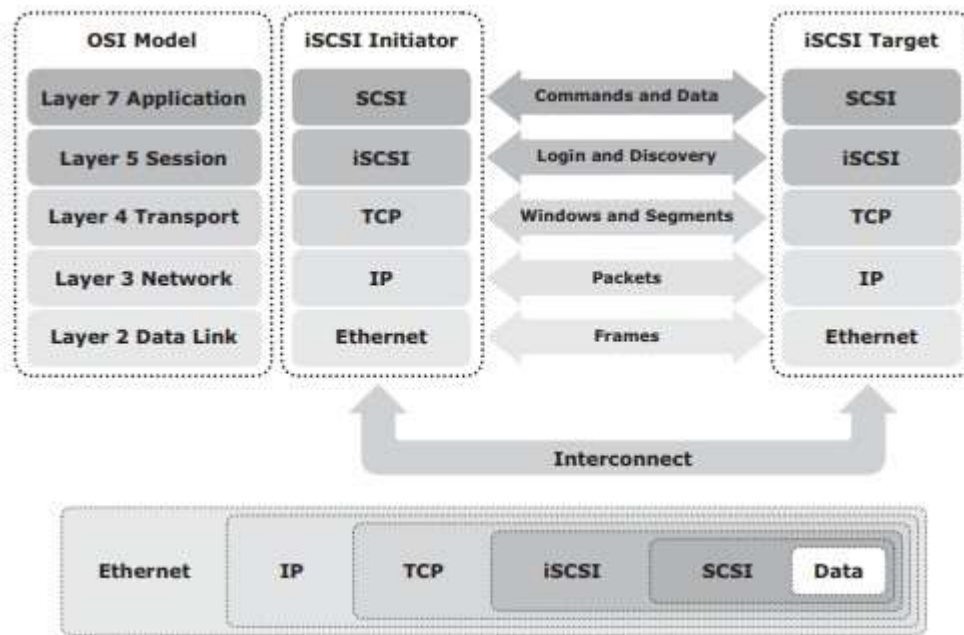 OSI Model
iSCSI Initiator
iSCSI Target
Layer 7 Application
SCSI
Commands and Data
SCSI
Layer 5 Session
iSCSI
Login and Discovery
iSCSI
Layer 4 Transport
TCP
Windows and Segments
TCP
Layer 3 Network
IP
Packets
IP
Layer 2 Data Link
Ethernet
Frames
Ethernet
Interconnect
Ethernet
IP
TCP
iSCSI
SCSI
Data